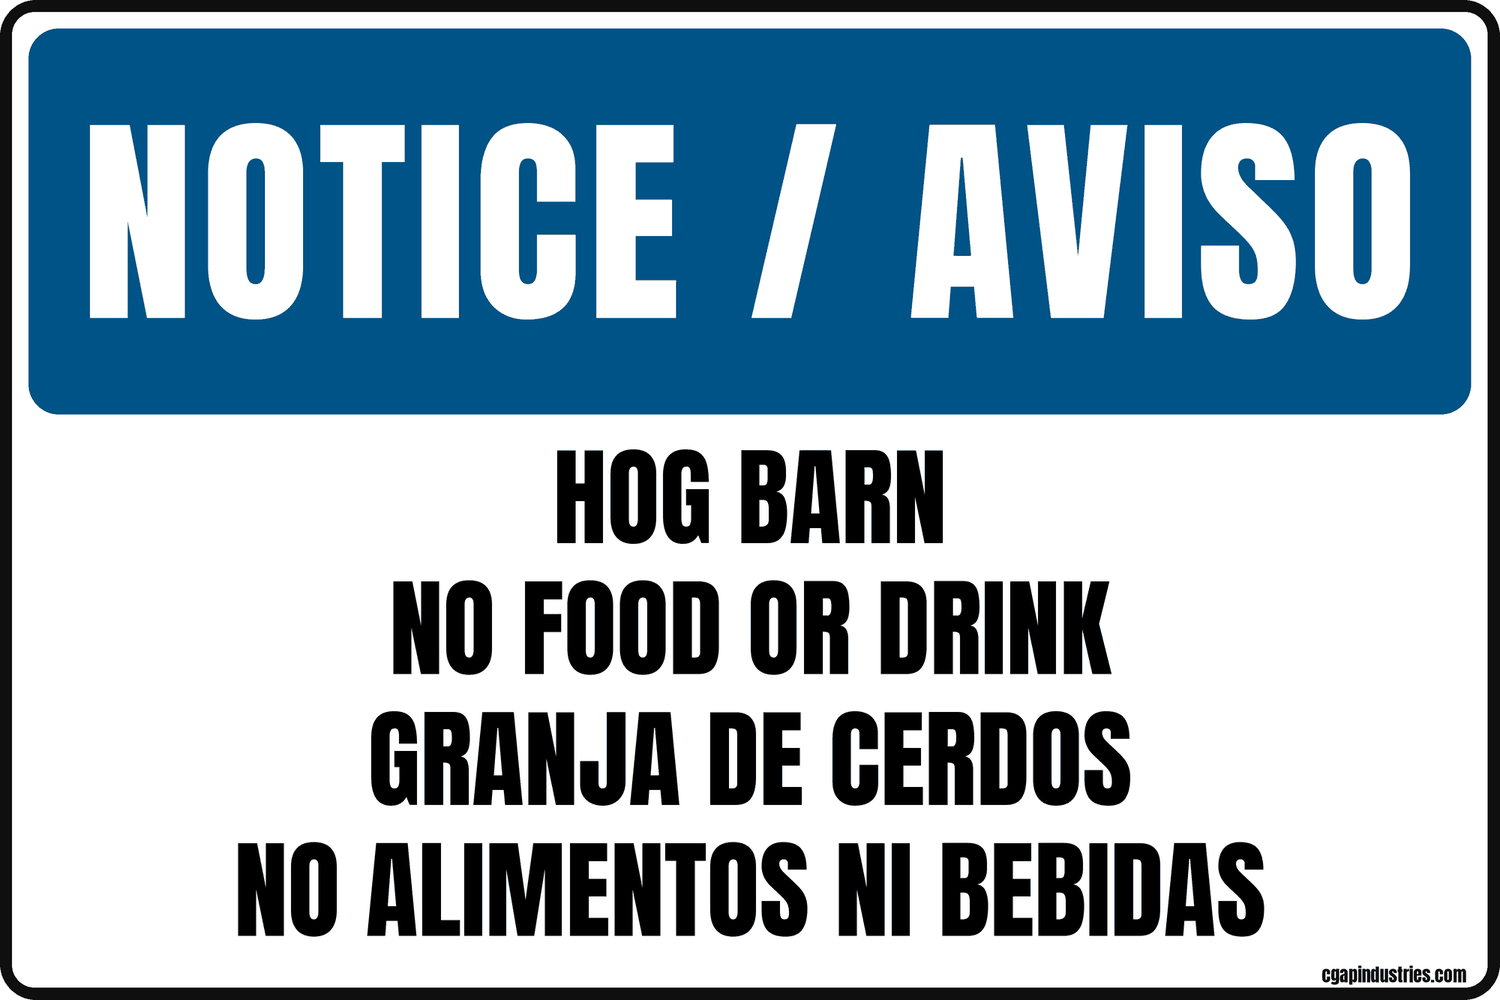 NOTICE / AVISO
HOG BARN
NO FOOD OR DRINK
GRANJA DE CERDOS
NO ALIMENTOS NI BEBIDAS
cgapindustries.com